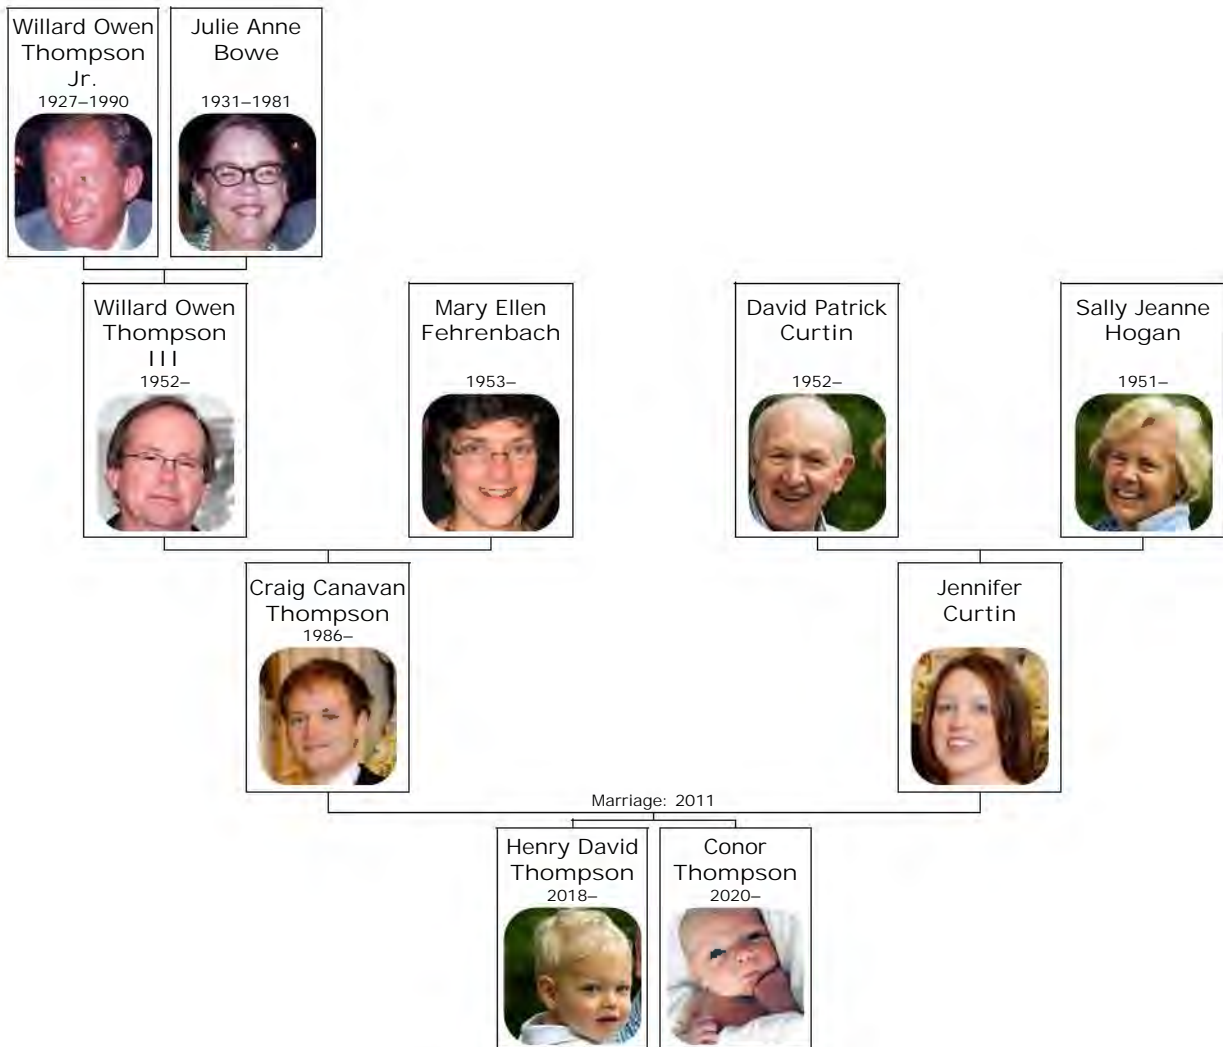 Willard Owen
Thompson
Jr.
1927–1990
Julie Anne
Bowe
1931–1981
Willard Owen
Thompson
III
1952–
Mary Ellen
Fehrenbach
1953–
David Patrick
Curtin
1952–
Sally Jeanne
Hogan
1951–
Craig Canavan
Thompson
1986–
Jennifer
Curtin
Marriage: 2011
Henry David
Thompson
2018–
Conor
Thompson
2020–